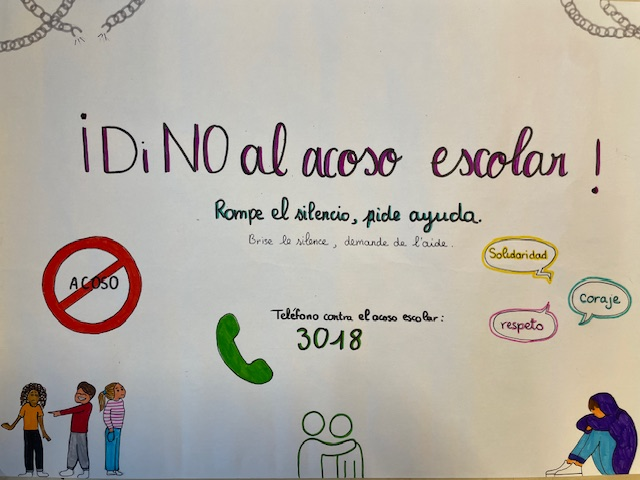 ¡Di NO al acoso escolar!
Rompe el silencio, pide ayuda.
Brise le silence, demande de l'aide.
Solidaridad
ACOSO
coraje
respeto
Teléfono contra el acoso escolar:
3018